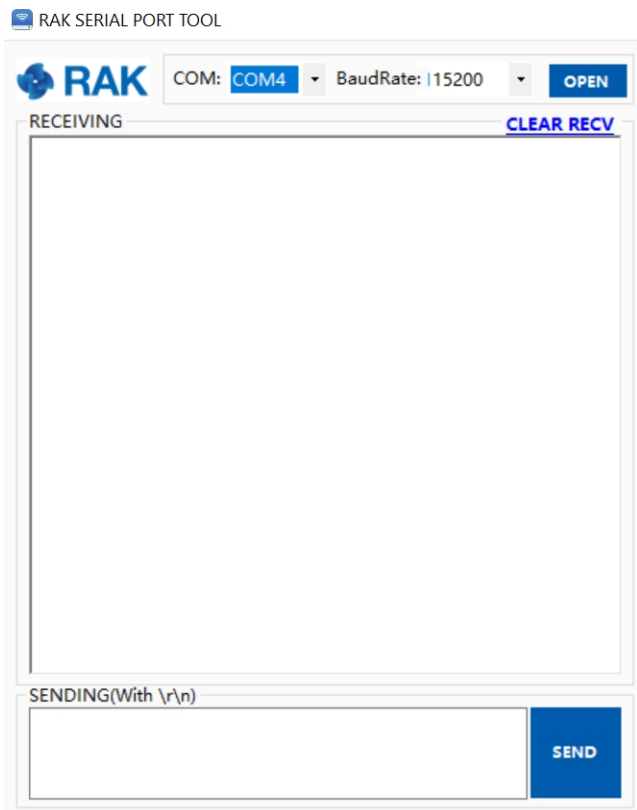 RAK SERIAL PORT TOOL
RAK COM: COM4 BaudRate: 115200 OPEN
RECEIVING CLEAR RECV
SENDING(With \r\n)
SEND